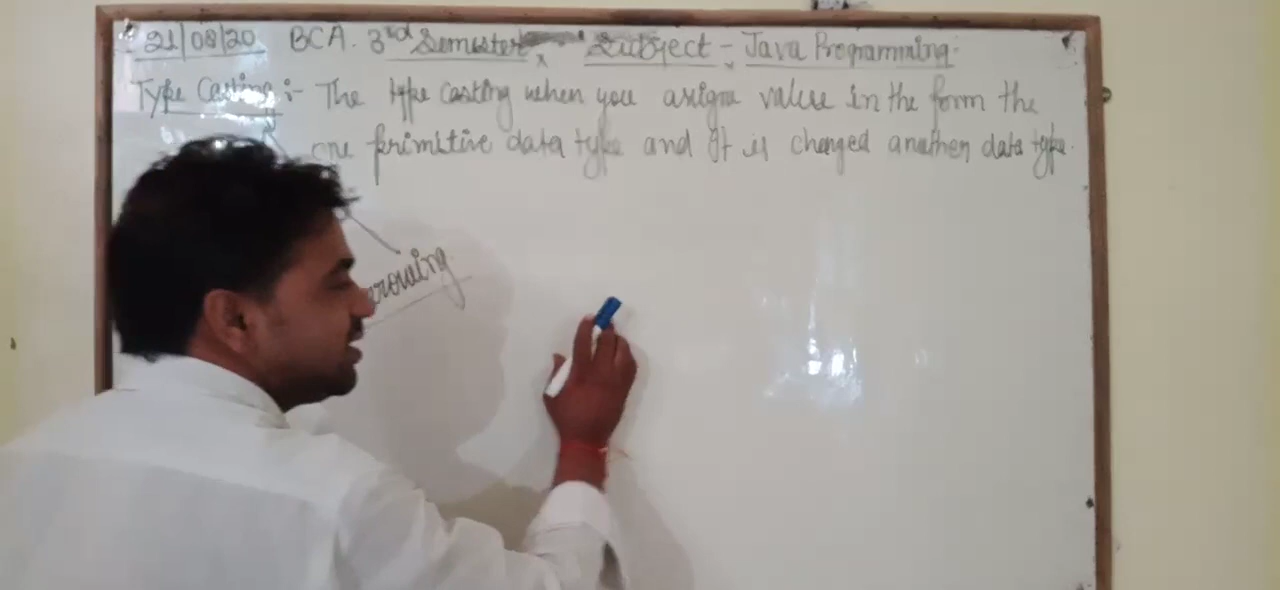 21/08/20 BCA. 3rd Semester, Subject - Java Programming.
Type Casting :- The type casting when you assign value in the form the
one primitive data type and It is changed another data type.
rrowing